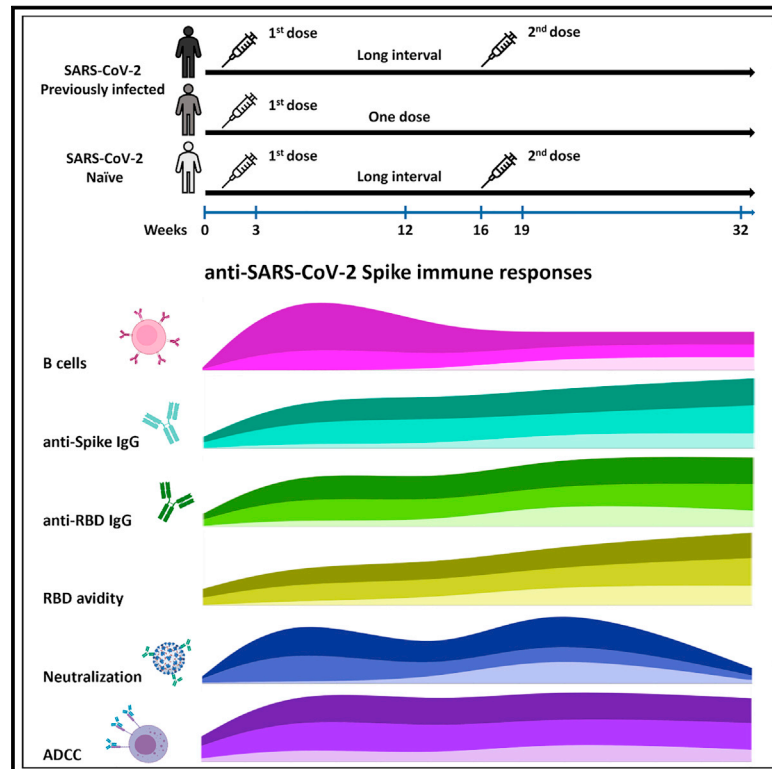 1st dose
2nd dose
Long interval
SARS-CoV-2
Previously infected
1st dose
One dose
SARS-CoV-2
Naïve
1st dose
2nd dose
Long interval
Weeks
0 3 12 16 19 32
anti-SARS-CoV-2 Spike immune responses
B cells
anti-Spike IgG
anti-RBD IgG
RBD avidity
Neutralization
ADCC